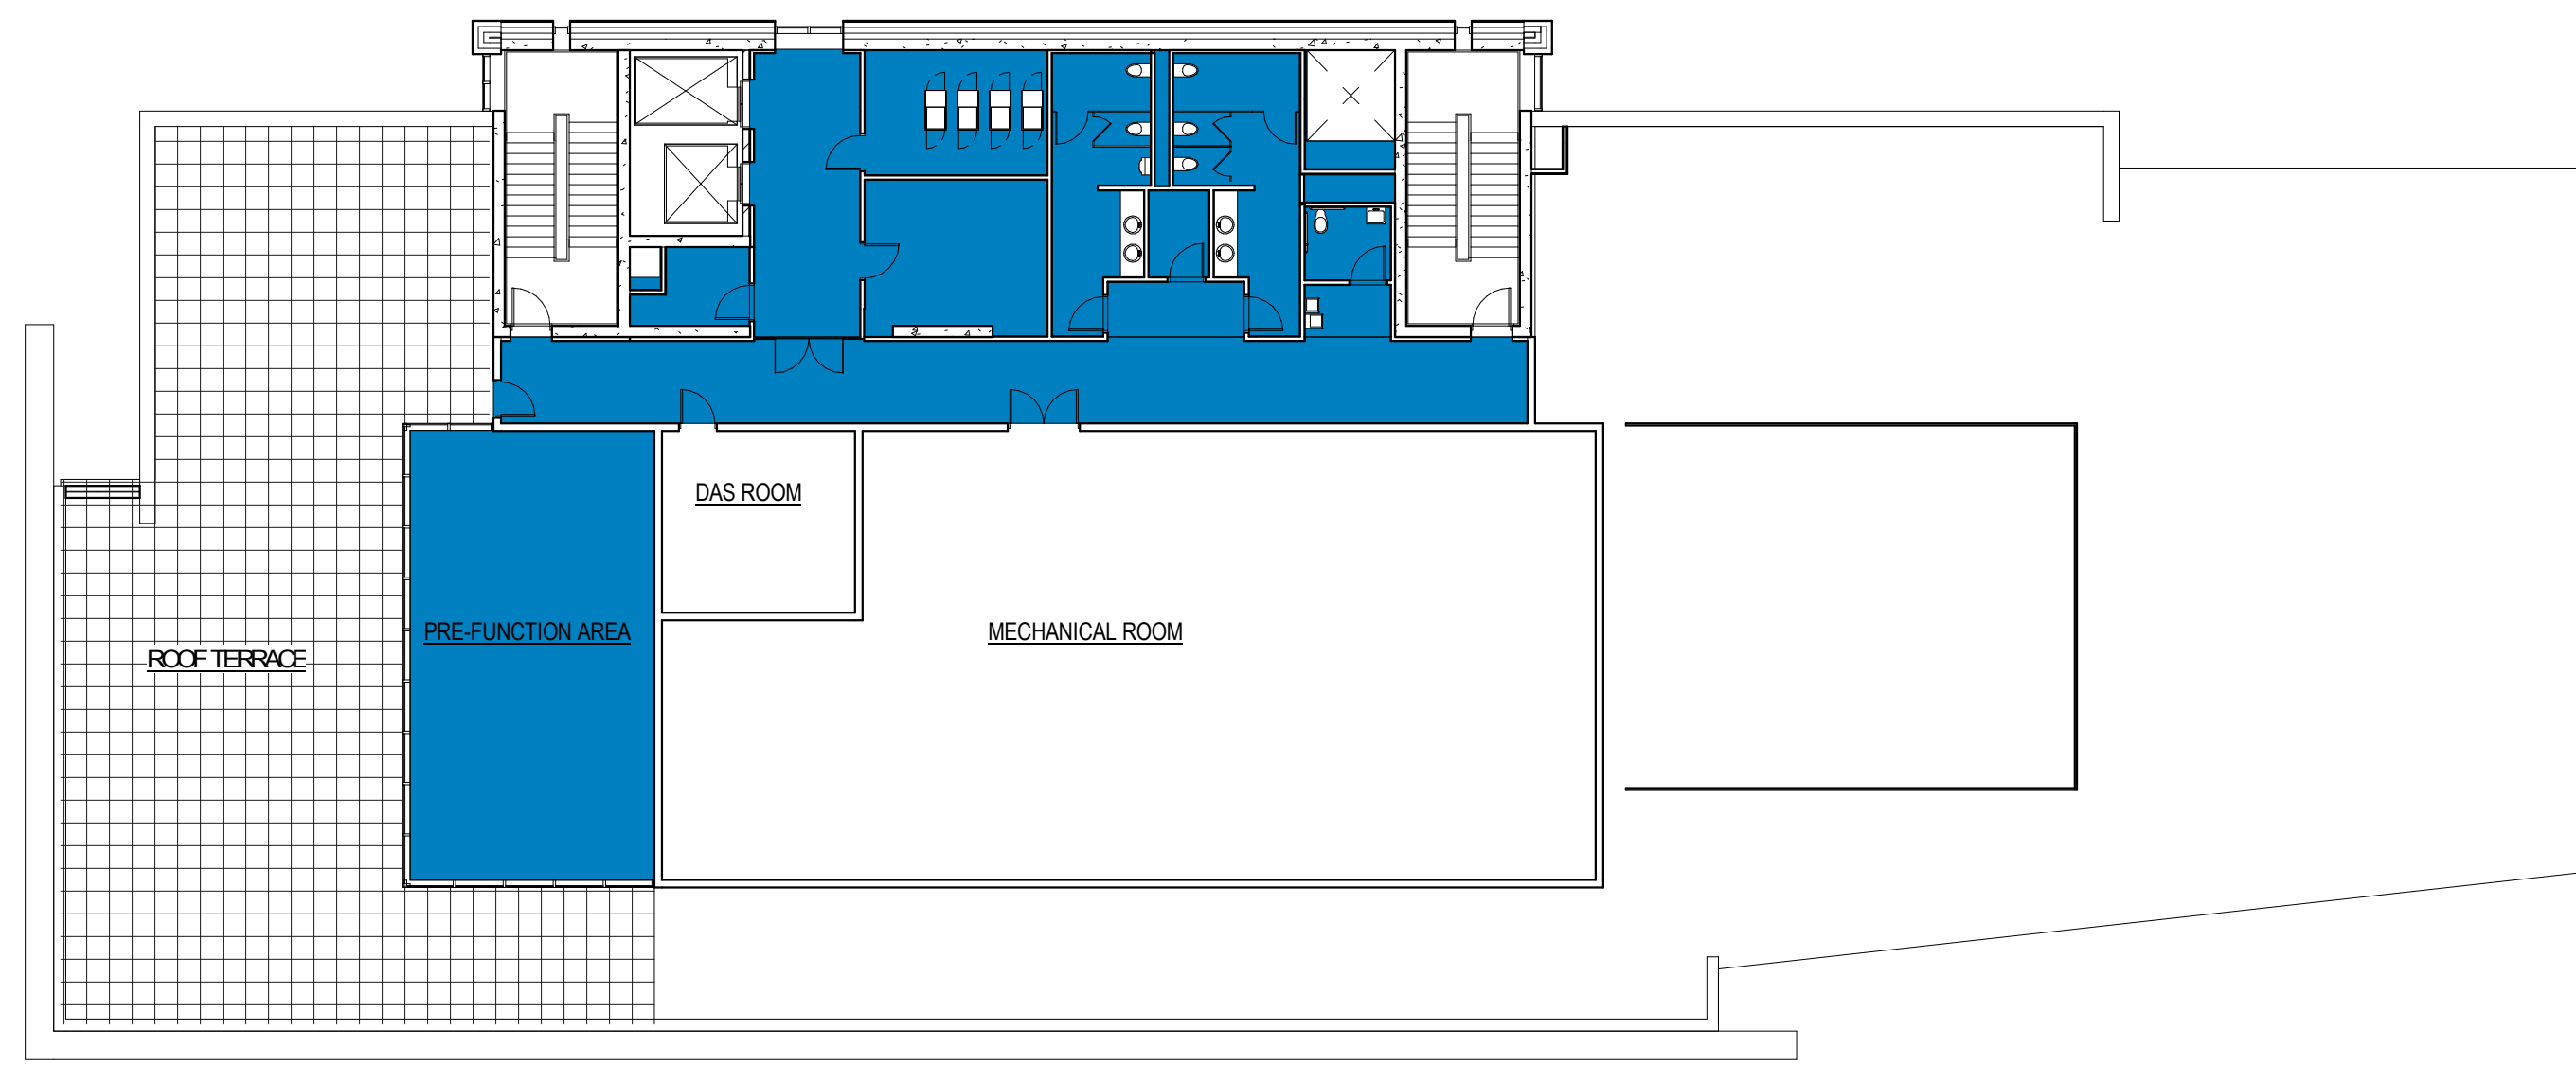 DAS ROOM
PRE-FUNCTION AREA
MECHANICAL ROOM
ROOF TERRACE